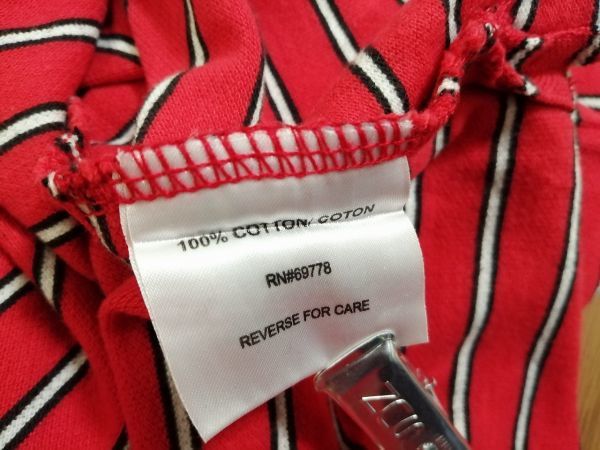 100% COTTON/COTON
RN#69778
REVERSE FOR CARE